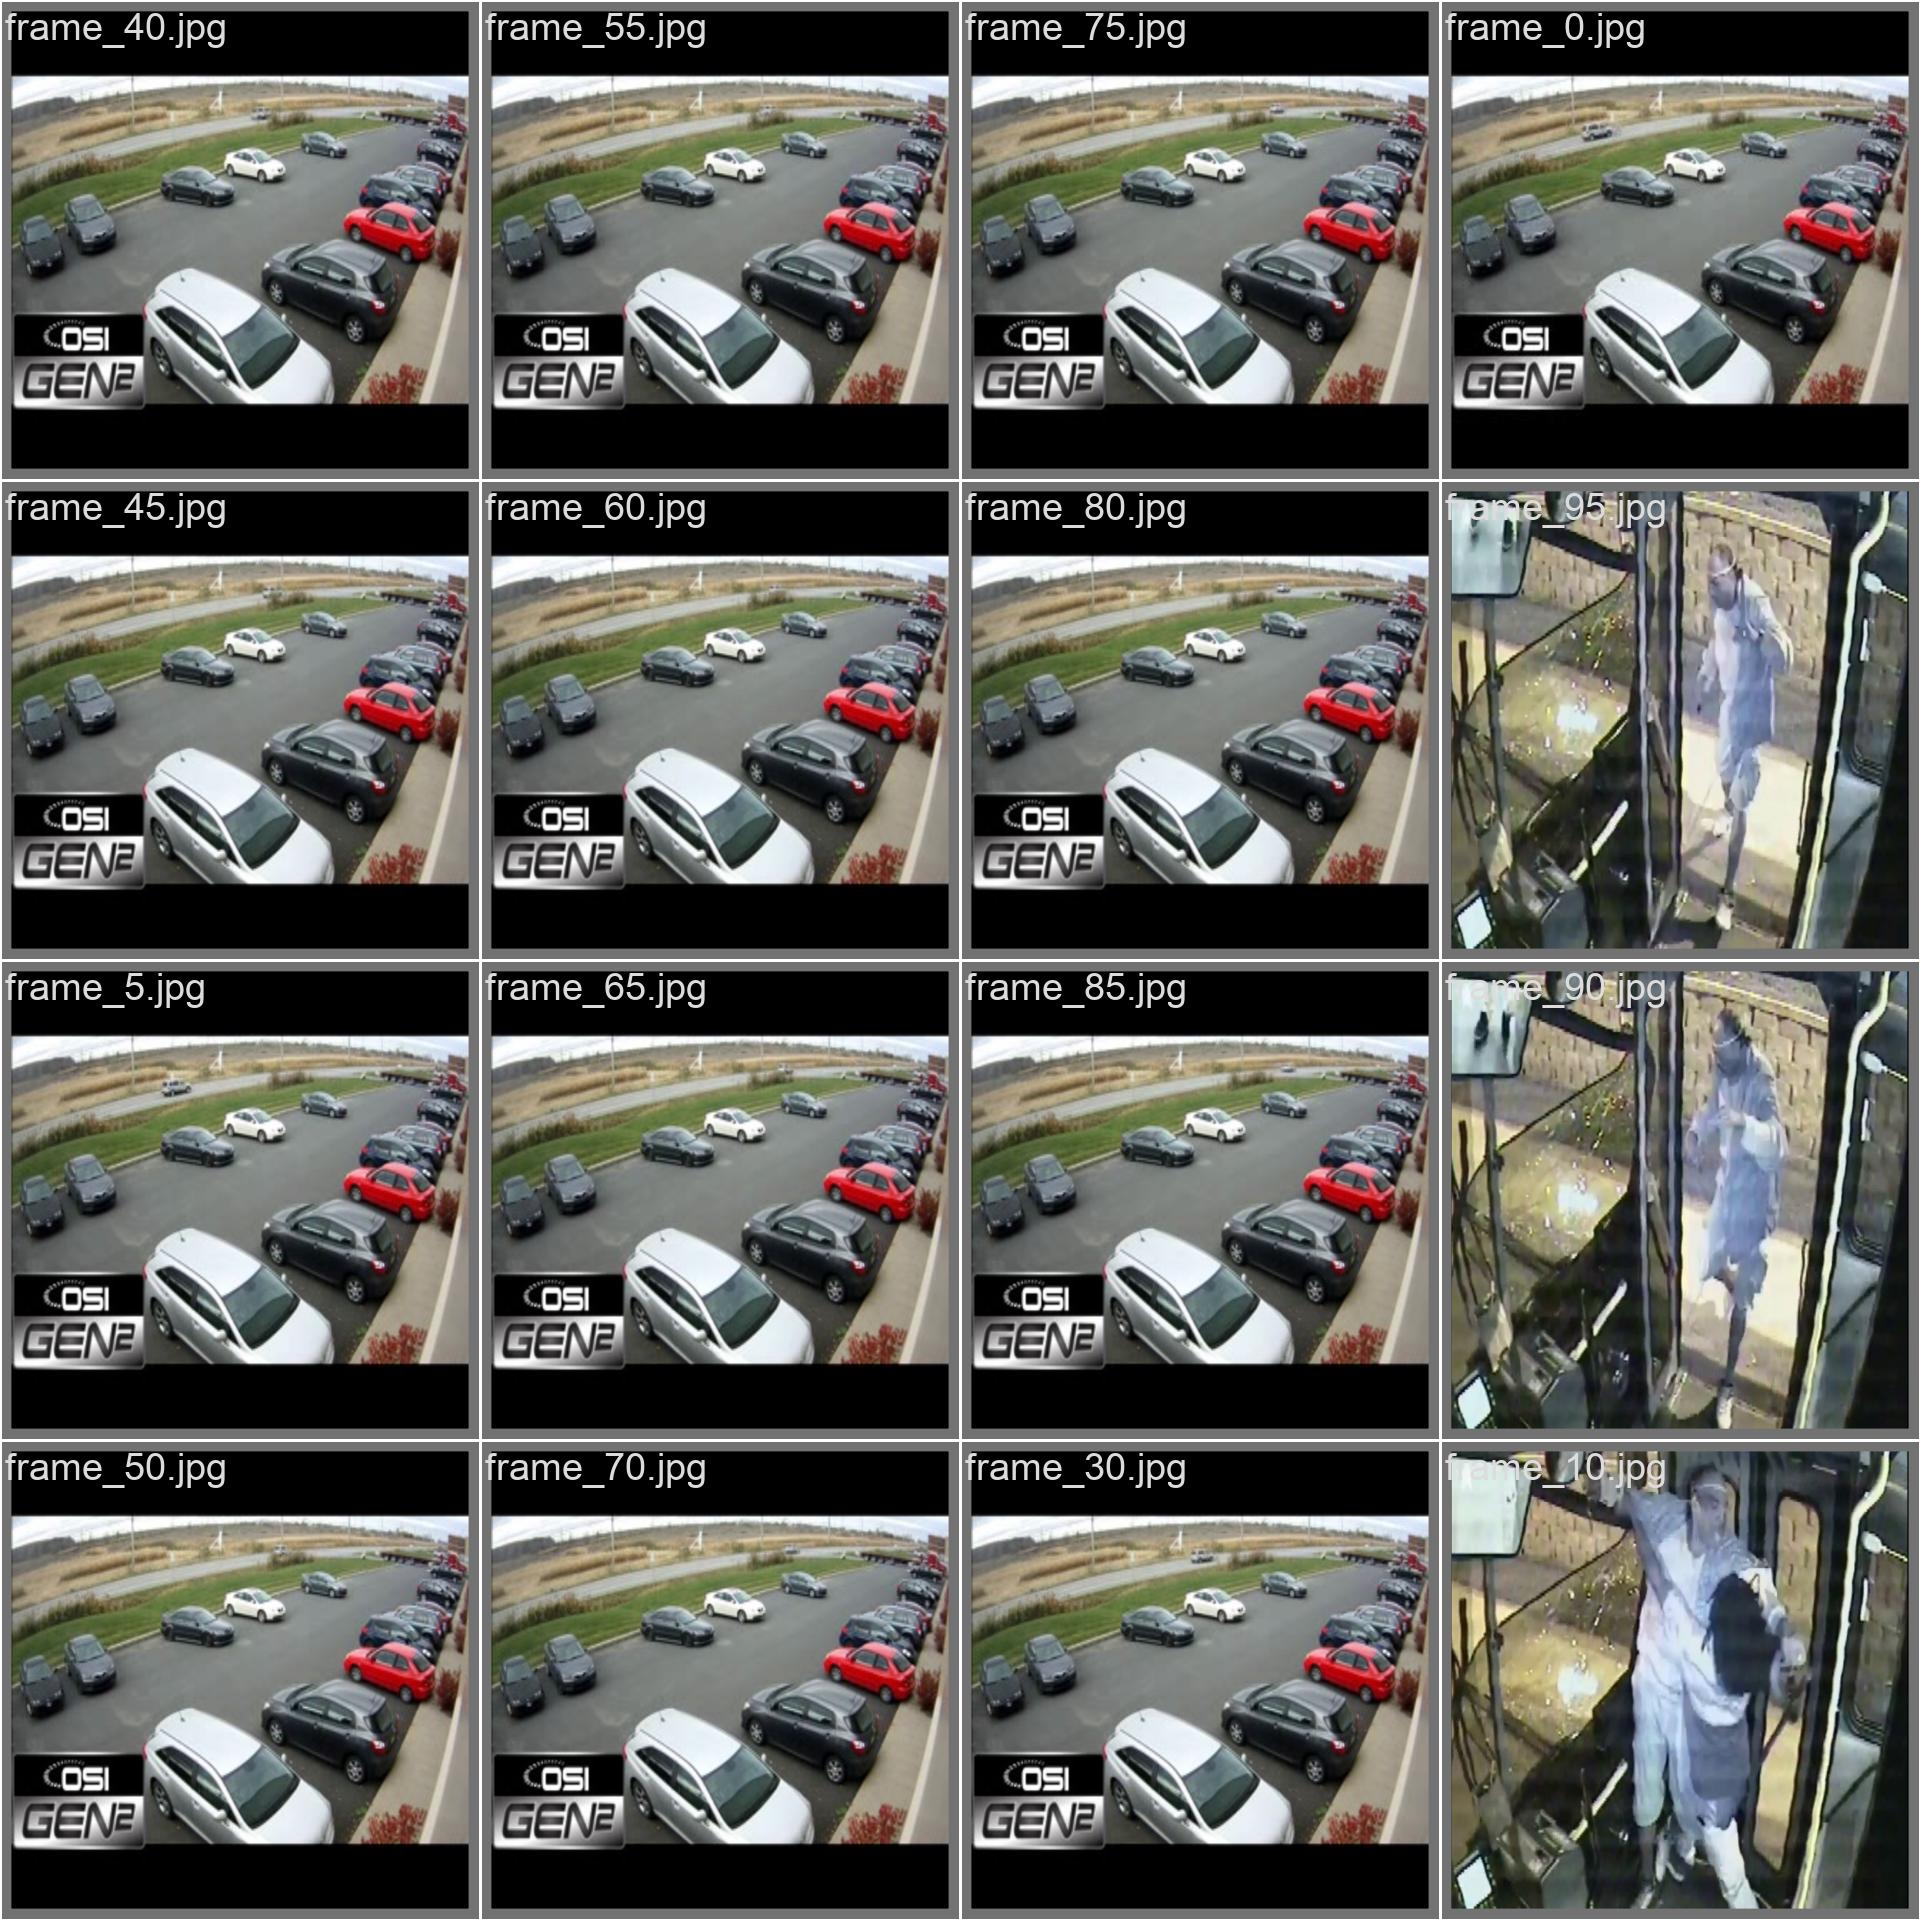 frame_40.jpg
frame_55.jpg
frame_75.jpg
frame_0.jpg
OSI
GEN2
OSI
GEN2
OSI
GEN2
OSI
GEN2
frame_45.jpg
frame_60.jpg
frame_80.jpg
frame_95.jpg
OSI
GEN2
OSI
GEN2
OSI
GEN2
frame_5.jpg
frame_65.jpg
frame_85.jpg
frame_90.jpg
OSI
GEN2
OSI
GEN2
OSI
GEN2
frame_50.jpg
frame_70.jpg
frame_30.jpg
frame_10.jpg
OSI
GEN2
OSI
GEN2
OSI
GEN2